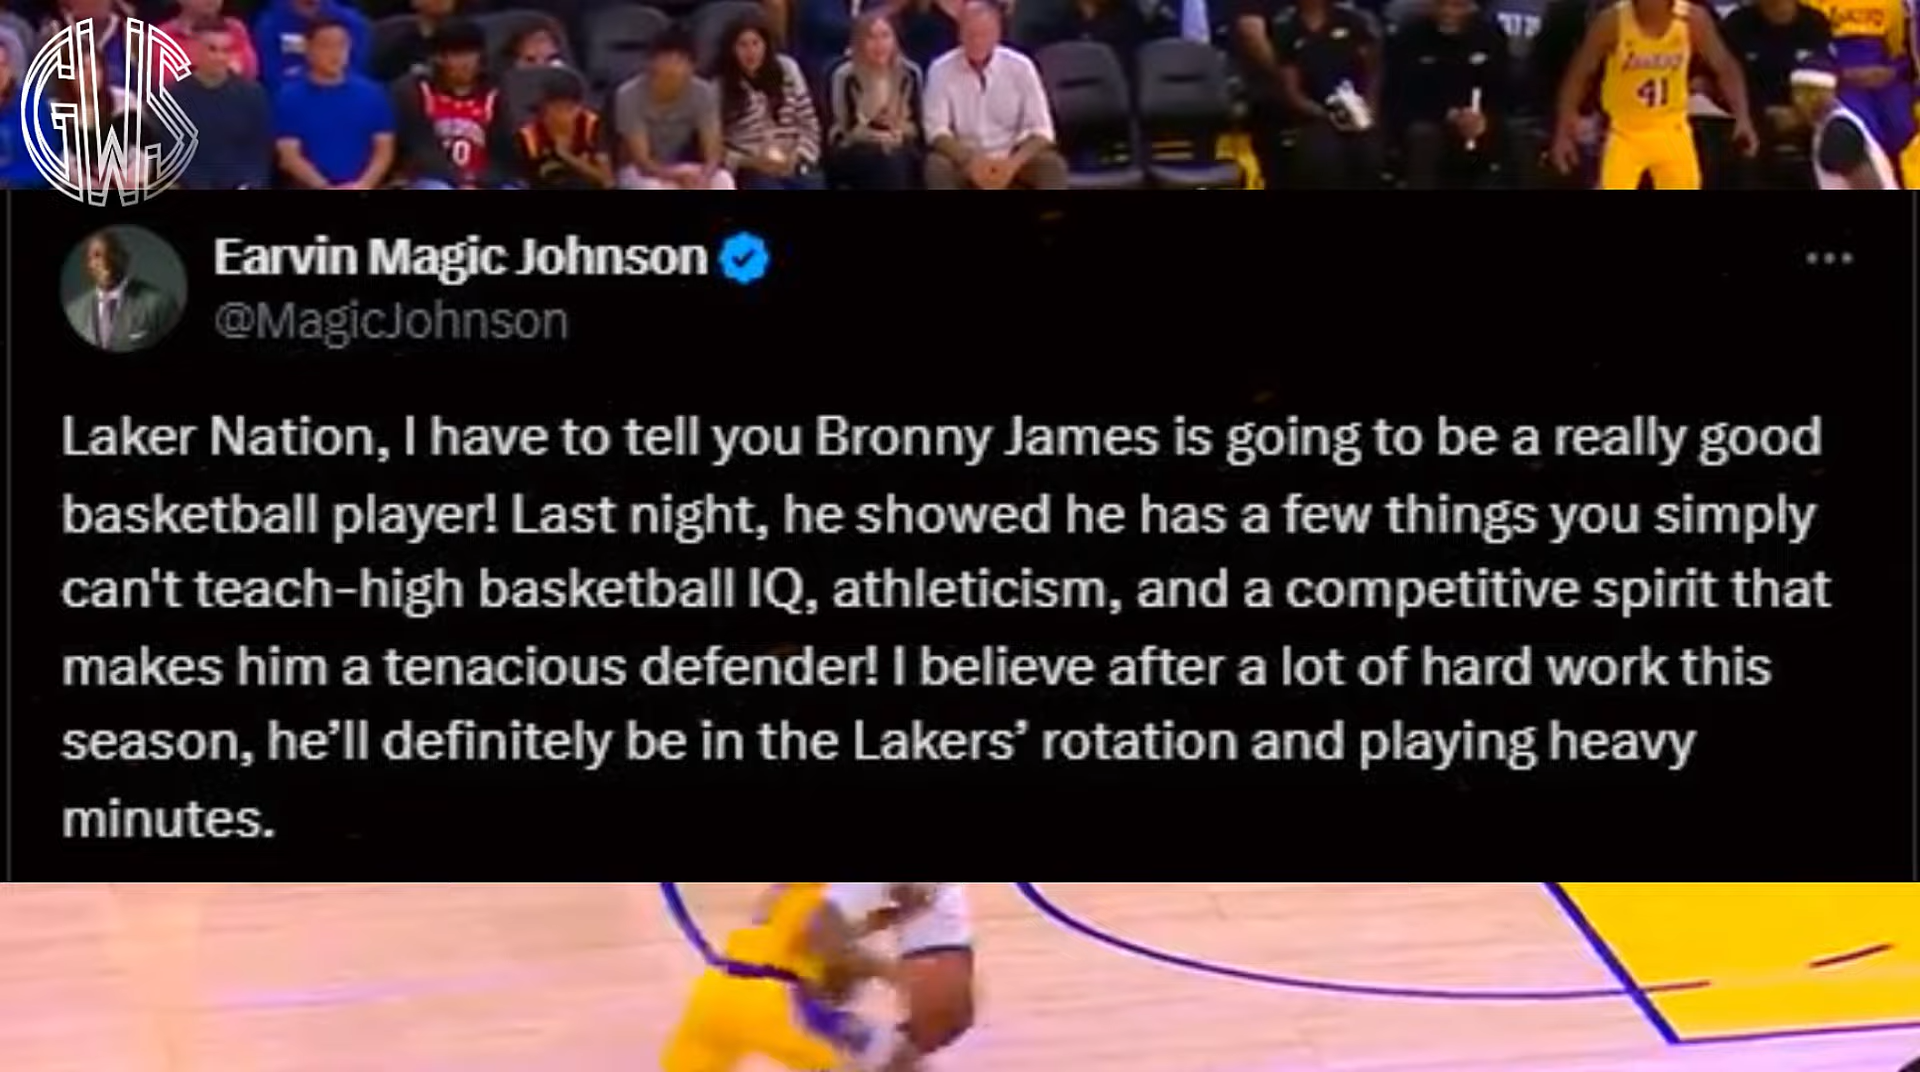 GWS
LAKERS
41
Earvin Magic Johnson
@MagicJohnson
Laker Nation, I have to tell you Bronny James is going to be a really good
basketball player! Last night, he showed he has a few things you simply
can't teach-high basketball IQ, athleticism, and a competitive spirit that
makes him a tenacious defender! I believe after a lot of hard work this
season, he’ll definitely be in the Lakers’ rotation and playing heavy
minutes.